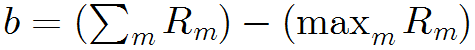 b = (∑_m R_m) − (max_m R_m)